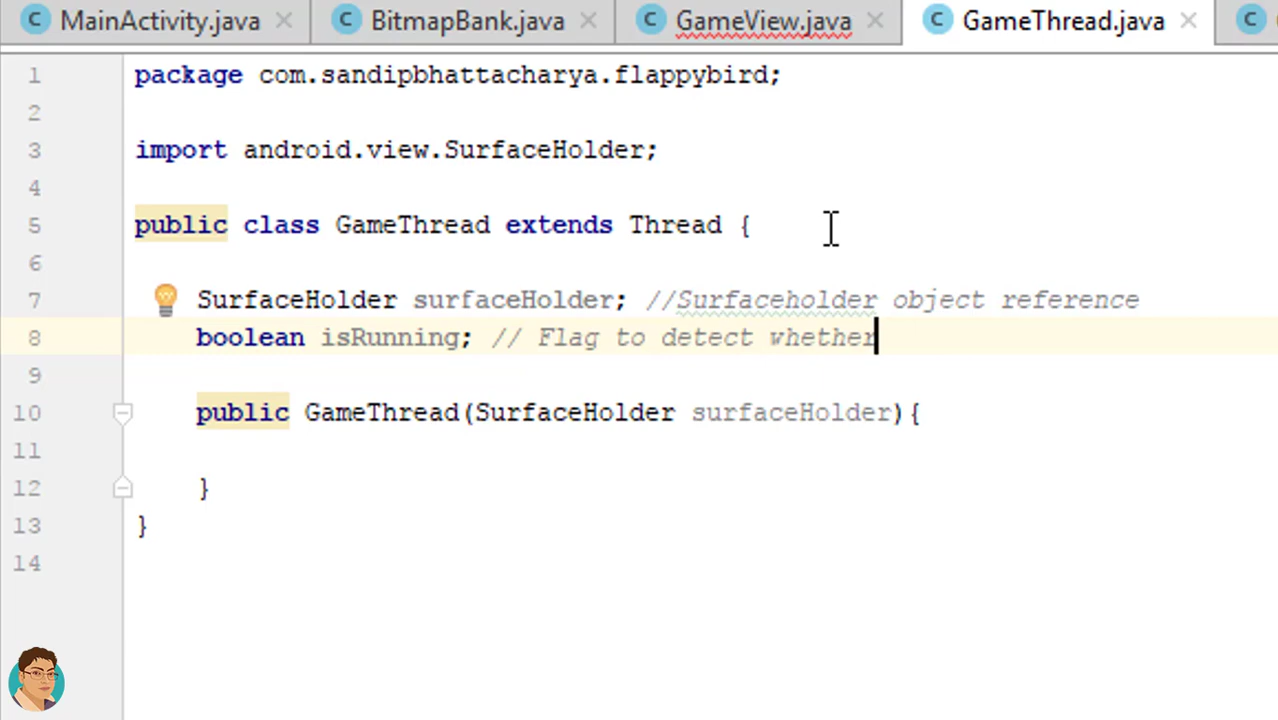 MainActivity.java BitmapBank.java GameView.java GameThread.java
1 package com.sandipbhattacharya.flappybird;
2
3 import android.view.SurfaceHolder;
4
5 public class GameThread extends Thread {
6
7 SurfaceHolder surfaceHolder; //Surfaceholder object reference
8 boolean isRunning; // Flag to detect whether
9
10 public GameThread(SurfaceHolder surfaceHolder){
11
12 }
13 }
14